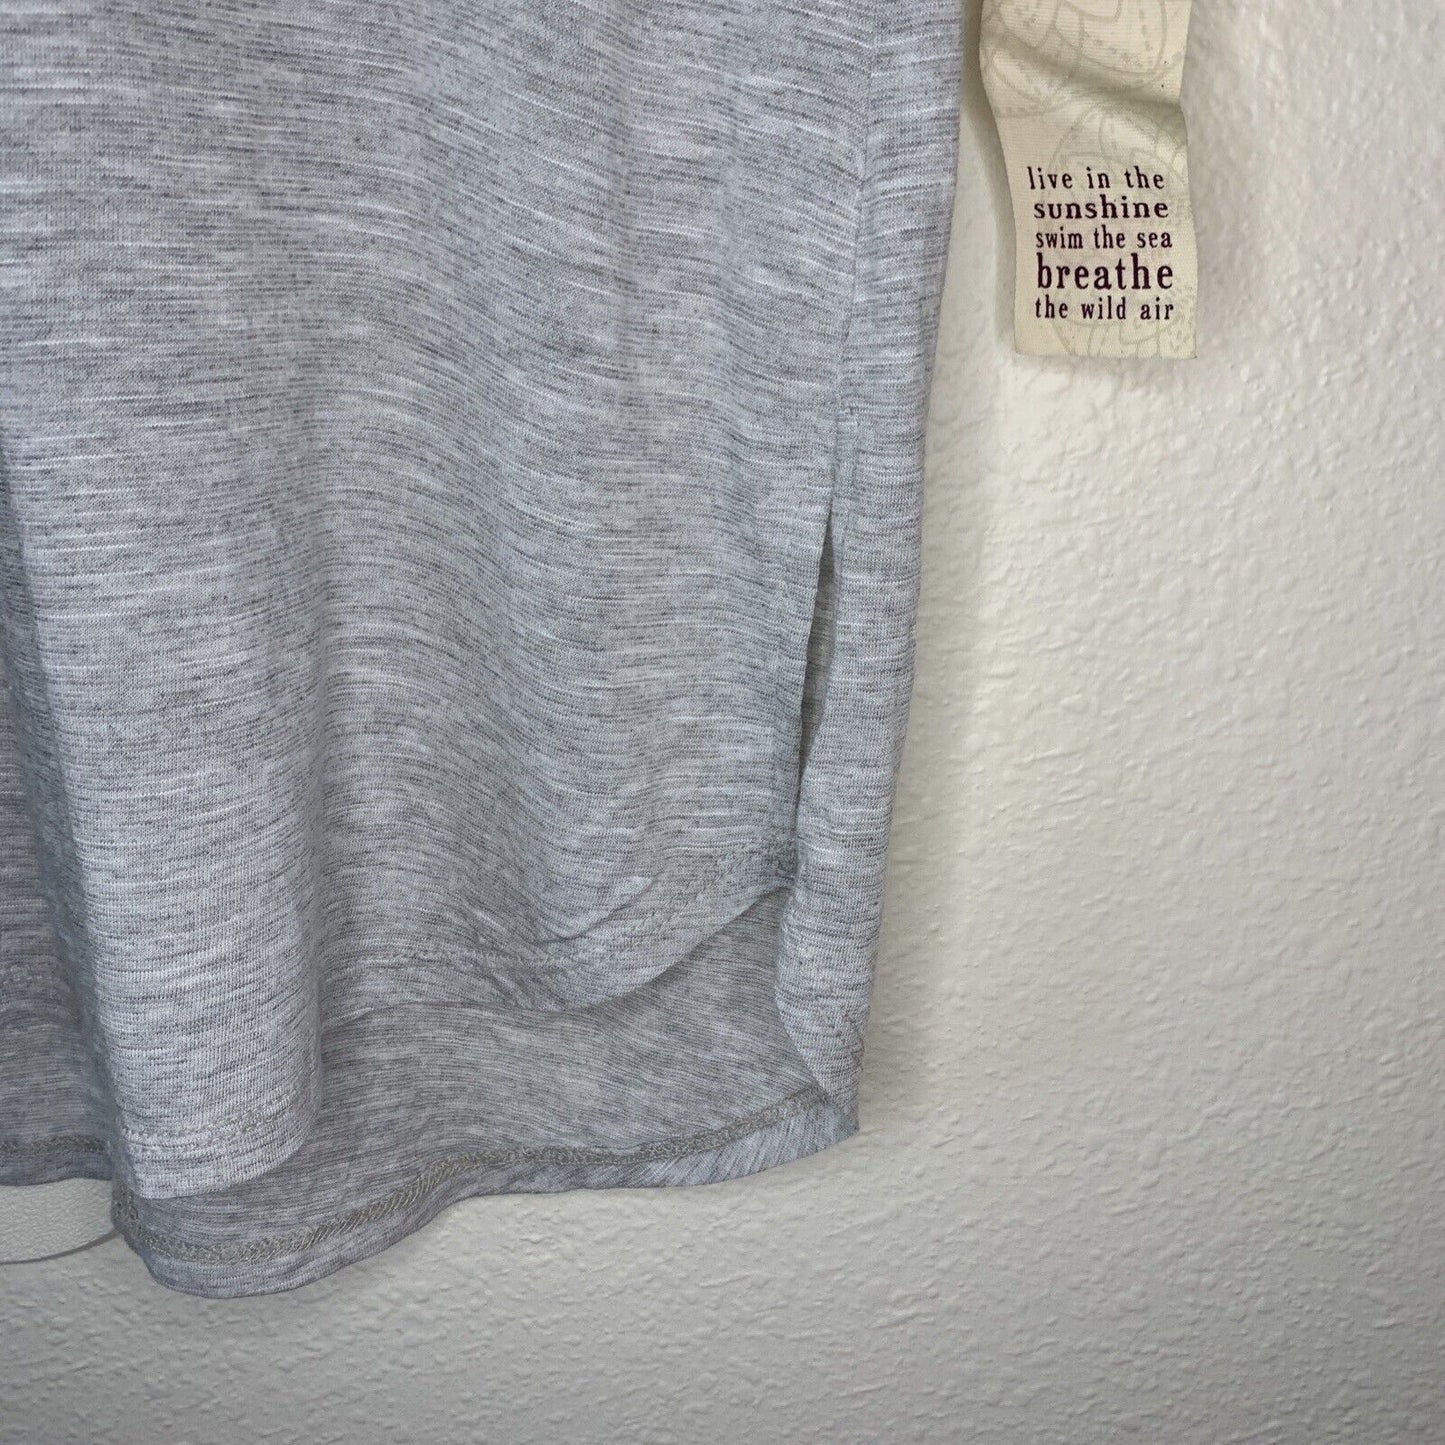 live in the
sunshine
swim the sea
breathe
the wild air